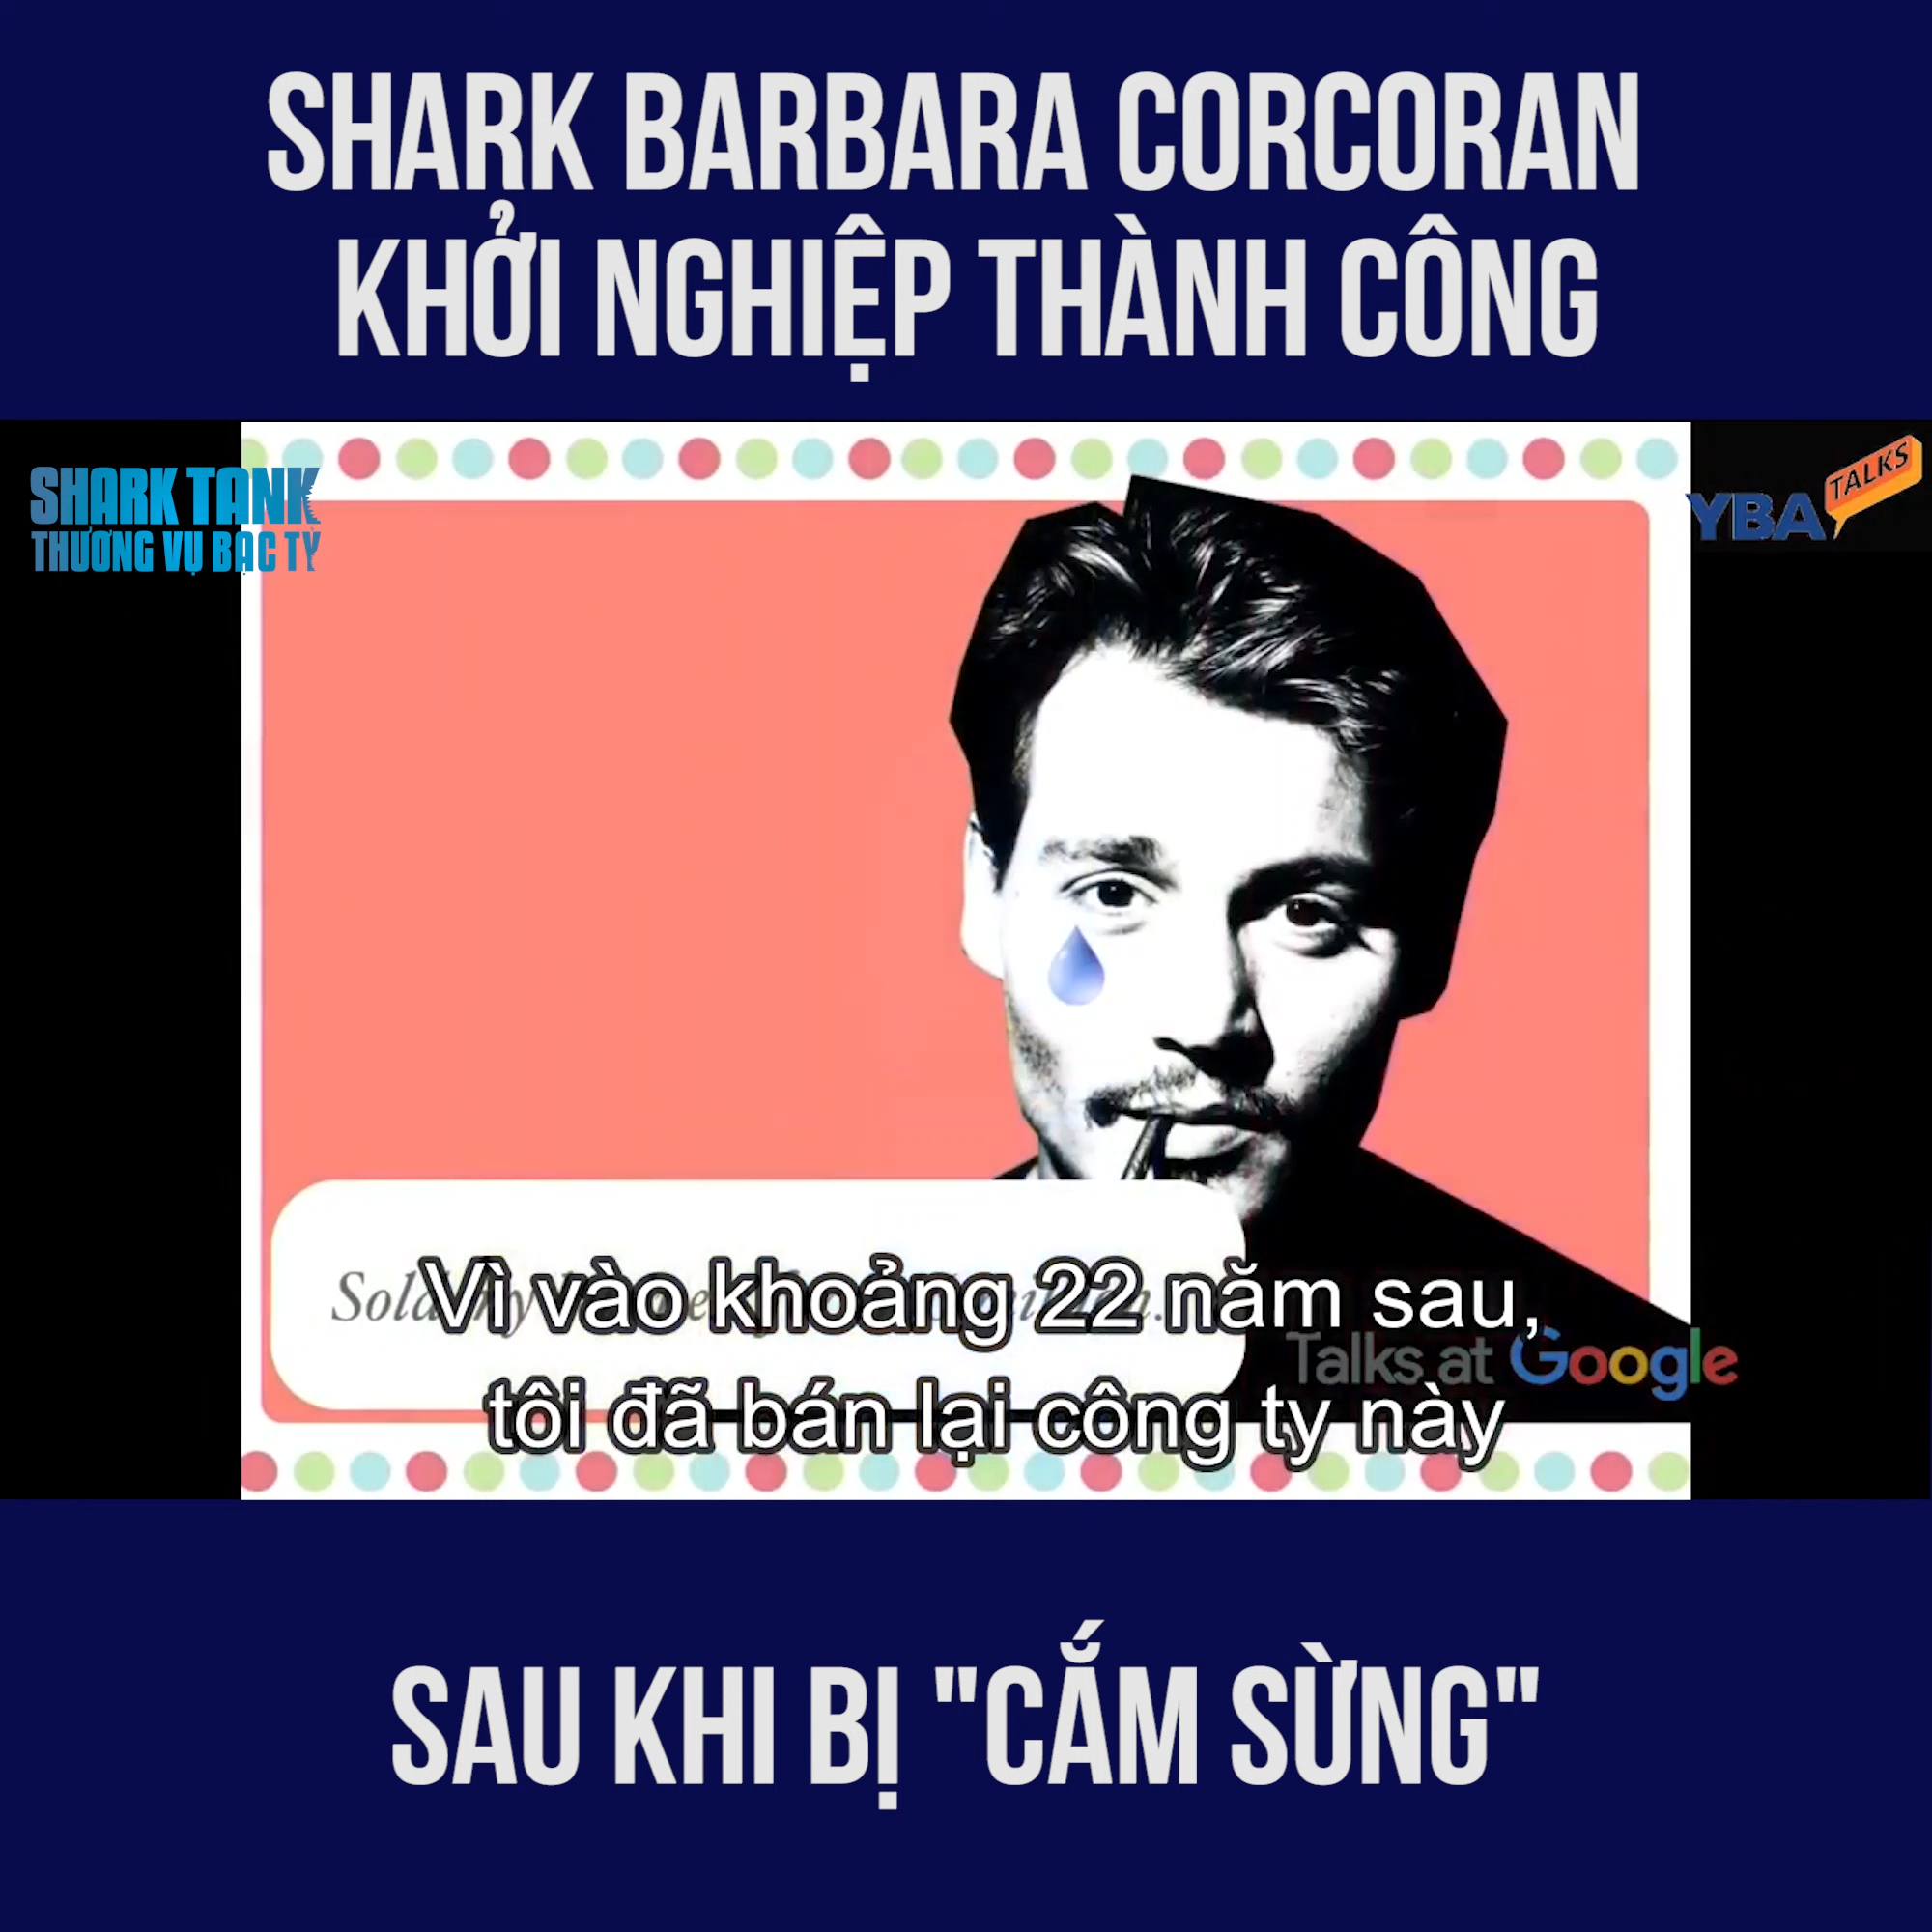 SHARK BARBARA CORCORAN
KHỞI NGHIỆP THÀNH CÔNG
SHARK TANK
THƯƠNG VỤ BẠC TỶ
YBA TALKS
Vì vào khoảng 22 năm sau,
Talks at Google
tôi đã bán lại công ty này
SAU KHI BỊ "CẮM SỪNG"